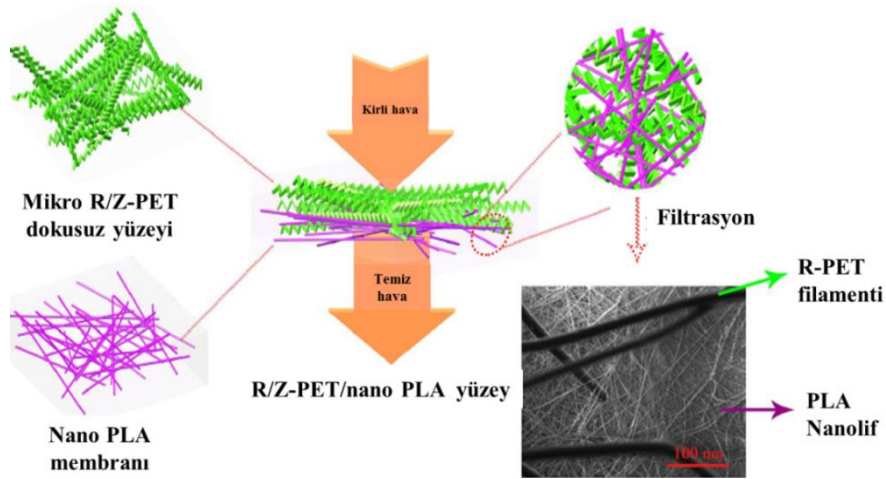 Kirli hava
Mikro R/Z-PET
dokusuz yüzeyi
Filtrasyon
R-PET
filamenti
Temiz
hava
R/Z-PET/nano PLA yüzey
PLA
Nanolif
Nano PLA
membranı
100 nm